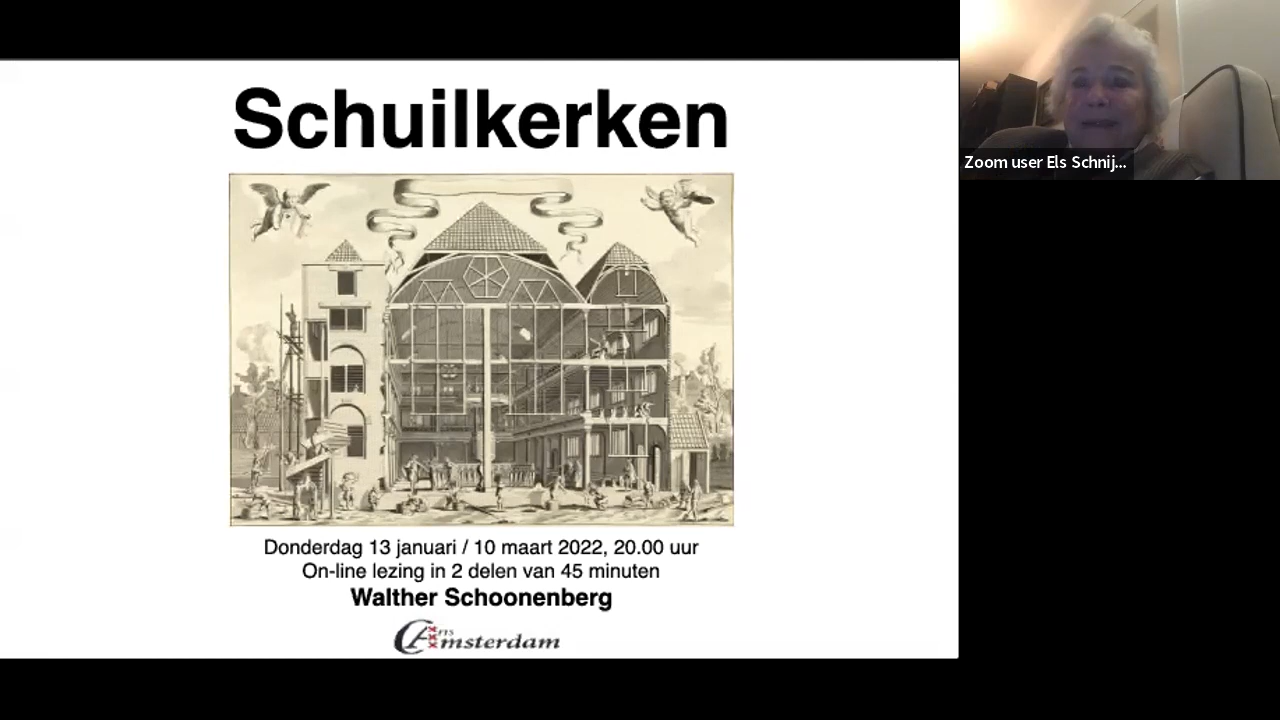 Schuilkerken
Donderdag 13 januari / 10 maart 2022, 20.00 uur
On-line lezing in 2 delen van 45 minuten
Walther Schoonenberg
Amsterdam
Zoom user Els Schnij...